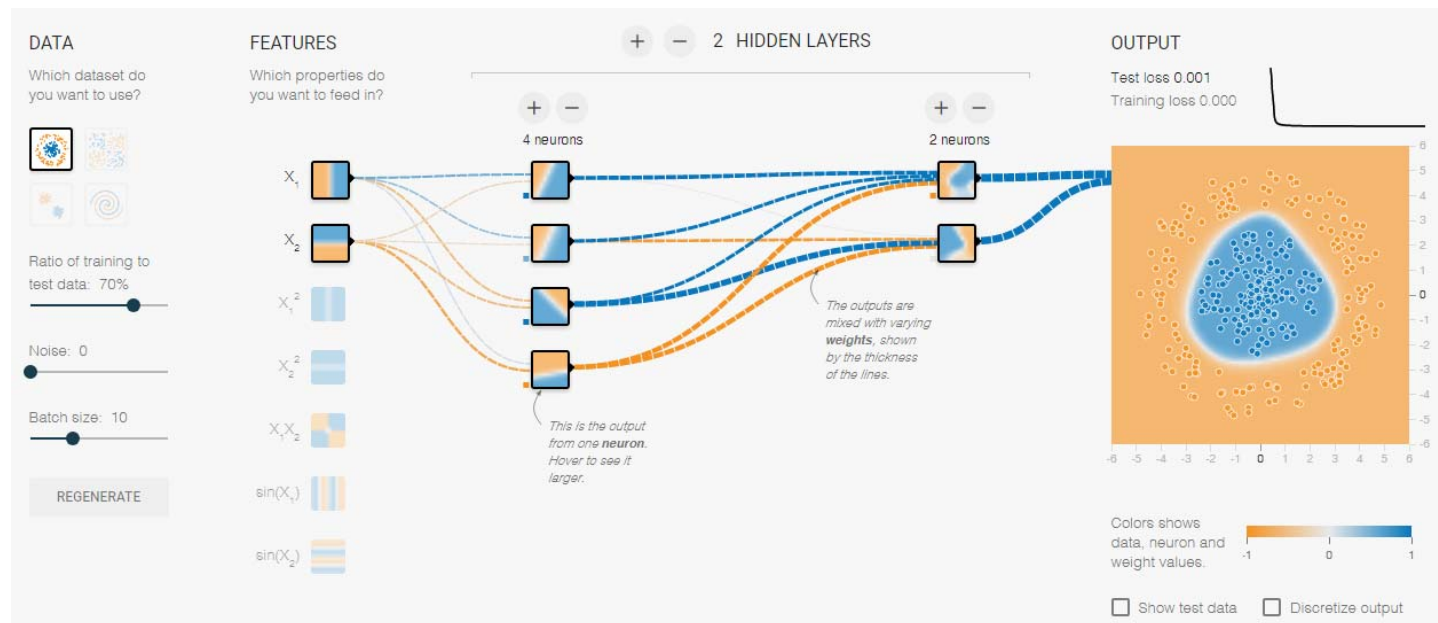 DATA
Which dataset do
you want to use?
Ratio of training to
test data: 70%
Noise: 0
Batch size: 10
REGENERATE
FEATURES
Which properties do
you want to feed in?
X₁
X₂
X₁²
X₂²
X₁X₂
sin(X₁)
sin(X₂)
+ − 2 HIDDEN LAYERS
+ −
4 neurons
+ −
2 neurons
The outputs are
mixed with varying
weights, shown
by the thickness
of the lines.
This is the output
from one neuron.
Hover to see it
larger.
OUTPUT
Test loss 0.001
Training loss 0.000
6
5
4
3
2
1
0
-1
-2
-3
-4
-5
-6
-6 -5 -4 -3 -2 -1 0 1 2 3 4 5 6
Colors shows
data, neuron and
weight values.
-1 0 1
Show test data
Discretize output